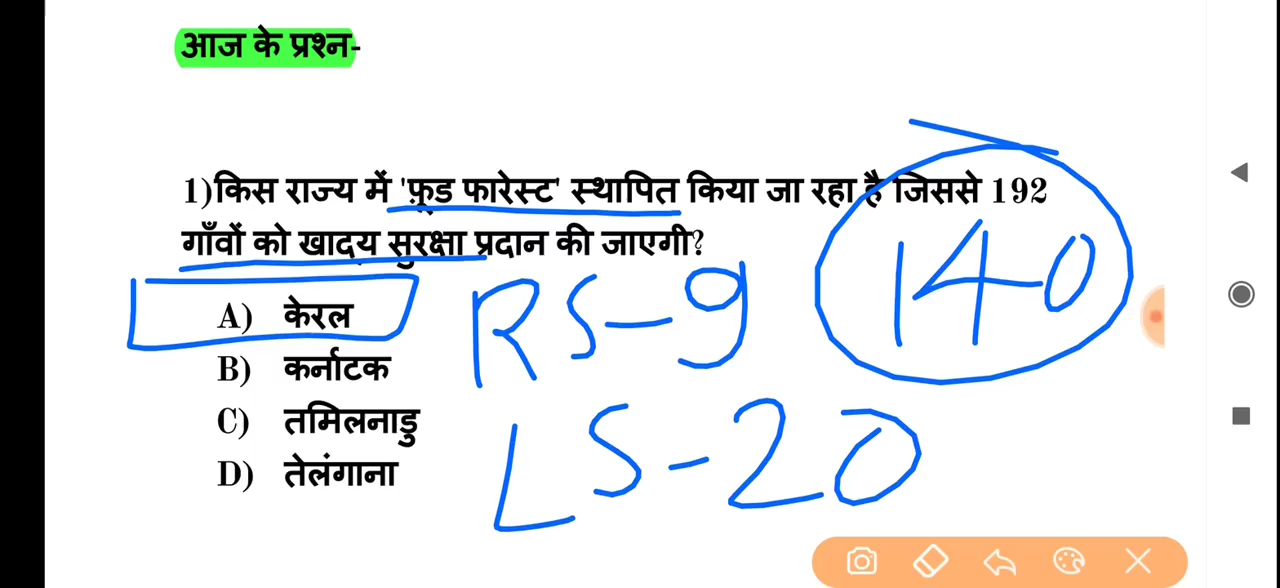 आज के प्रश्न-
1)किस राज्य में 'फ़ूड फारेस्ट' स्थापित किया जा रहा है जिससे 192
गाँवों को खादय सुरक्षा प्रदान की जाएगी?
A) केरल
B) कर्नाटक
C) तमिलनाडु
D) तेलंगाना
RS-9
140
LS-20